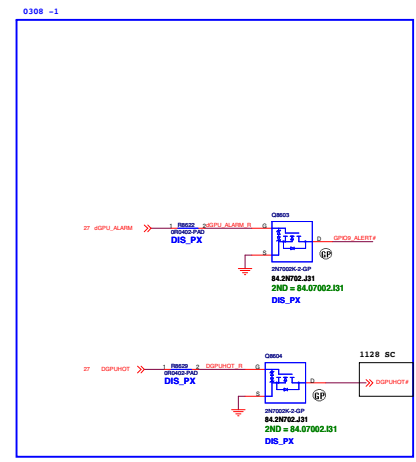 0308 -1
Q8603
27 dGPU_ALARM 1 R8622 2 dGPU_ALARM_R G
0R0402-PAD
DIS_PX
D GPIO9_ALERT#
S
GP
2N7002K-2-GP
84.2N702.J31
2ND = 84.07002.I31
DIS_PX
Q8604
1128 SC
27 DGPUHOT 1 R8629 2 DGPUHOT_R G
0R0402-PAD
DIS_PX
D DGPUHOT#
S
GP
2N7002K-2-GP
84.2N702.J31
2ND = 84.07002.I31
DIS_PX